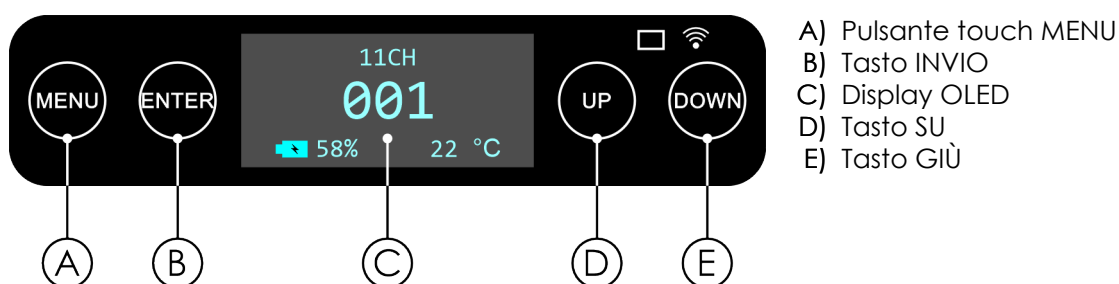 11CH
MENU ENTER 001 UP DOWN
58% 22 °C
A B C D E
A) Pulsante touch MENU
B) Tasto INVIO
C) Display OLED
D) Tasto SU
E) Tasto GIÙ